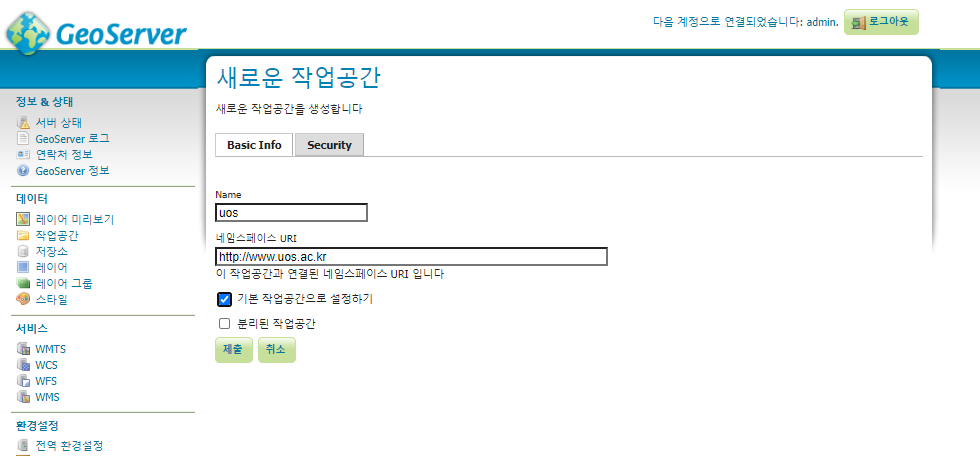 GeoServer
다음 계정으로 연결되었습니다: admin.
로그아웃
정보 & 상태
서버 상태
GeoServer 로그
연락처 정보
GeoServer 정보
데이터
레이어 미리보기
작업공간
저장소
레이어
레이어 그룹
스타일
서비스
WMTS
WCS
WFS
WMS
환경설정
전역 환경설정
새로운 작업공간
새로운 작업공간을 생성합니다
Basic Info
Security
Name
uos
네임스페이스 URI
http://www.uos.ac.kr
이 작업공간과 연결된 네임스페이스 URI 입니다
기본 작업공간으로 설정하기
분리된 작업공간
제출
취소